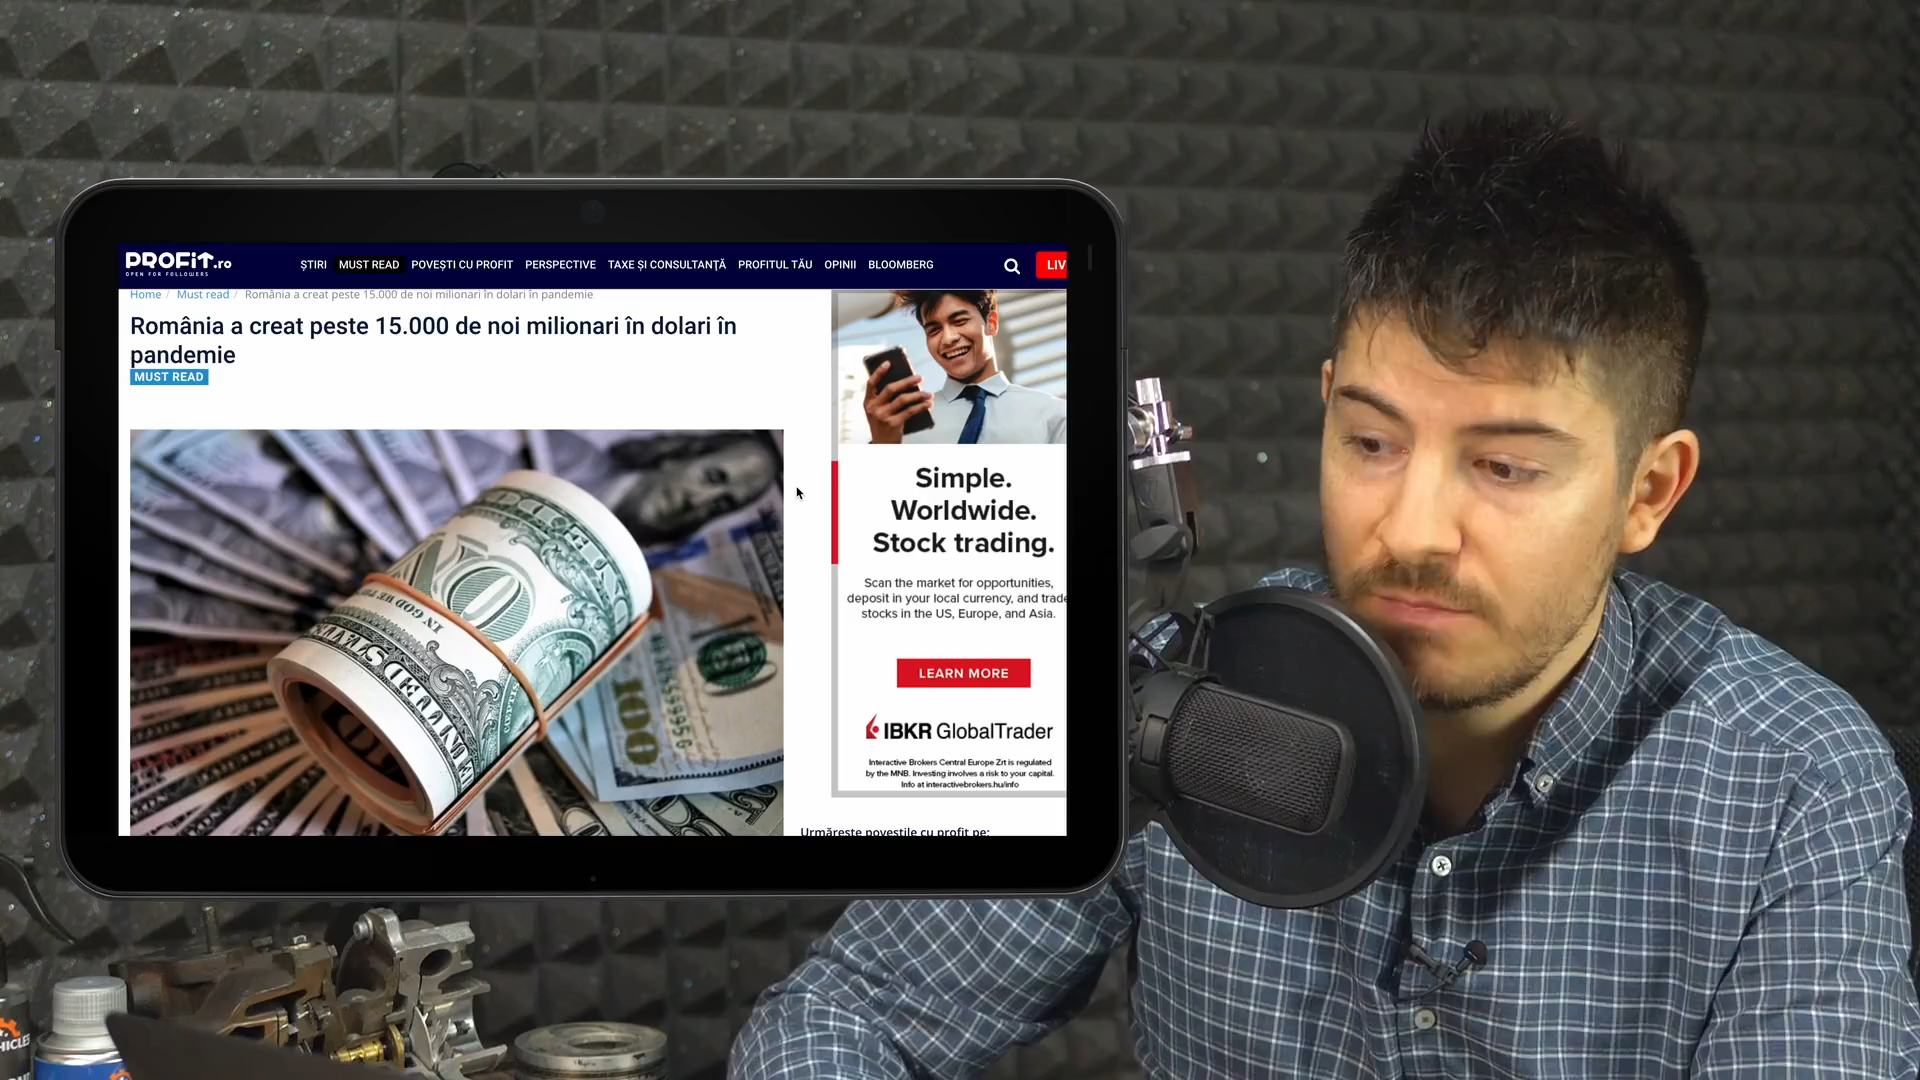 PROFIT.ro
OPEN FOR FOLLOWERS
ȘTIRI MUST READ POVEȘTI CU PROFIT PERSPECTIVE TAXE ȘI CONSULTANȚĂ PROFITUL TĂU OPINII BLOOMBERG LIV
Home / Must read / România a creat peste 15.000 de noi milionari în dolari în pandemie
România a creat peste 15.000 de noi milionari în dolari în
pandemie
MUST READ
Simple.
Worldwide.
Stock trading.
Scan the market for opportunities,
deposit in your local currency, and trade
stocks in the US, Europe, and Asia.
LEARN MORE
IBKR GlobalTrader
Interactive Brokers Central Europe Zrt is regulated
by the MNB. Investing involves a risk to your capital.
Info at interactivebrokers.hu/info
Urmărește poveștile cu profit pe:
IN GOD WE
100
HICLES